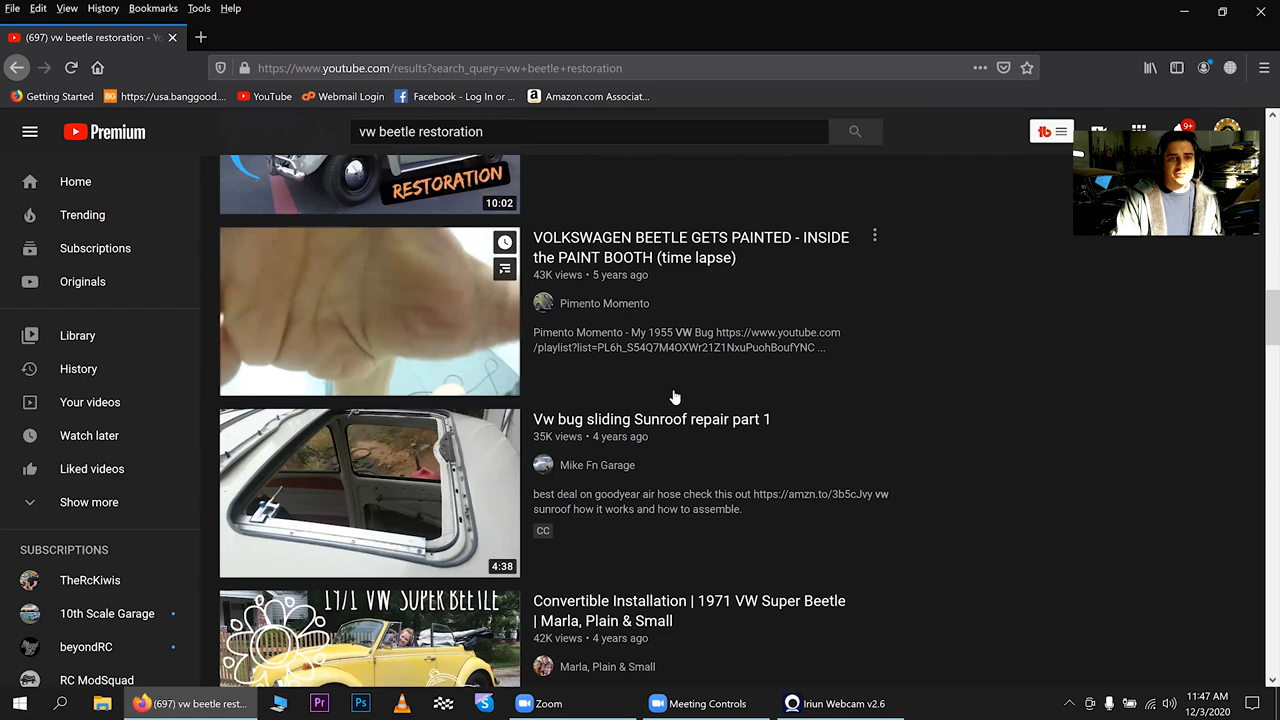 File Edit View History Bookmarks Tools Help
(697) vw beetle restoration - Yo
https://www.youtube.com/results?search_query=vw+beetle+restoration
Getting Started https://usa.banggood.... YouTube Webmail Login Facebook - Log In or ... Amazon.com Associat...
Premium
vw beetle restoration
9+
Home
Trending
Subscriptions
Originals
Library
History
Your videos
Watch later
Liked videos
Show more
SUBSCRIPTIONS
TheRcKiwis
10th Scale Garage
beyondRC
RC ModSquad
RESTORATION
10:02
VOLKSWAGEN BEETLE GETS PAINTED - INSIDE
the PAINT BOOTH (time lapse)
43K views • 5 years ago
Pimento Momento
Pimento Momento - My 1955 VW Bug https://www.youtube.com
/playlist?list=PL6h_S54Q7M4OXWr21Z1NxuPuohBoufYNC ...
Vw bug sliding Sunroof repair part 1
35K views • 4 years ago
Mike Fn Garage
best deal on goodyear air hose check this out https://amzn.to/3b5cJvy vw
sunroof how it works and how to assemble.
CC
4:38
1971 VW SUPER BEETLE
Convertible Installation | 1971 VW Super Beetle
| Marla, Plain & Small
42K views • 4 years ago
Marla, Plain & Small
(697) vw beetle rest... Pr Ps Zoom Meeting Controls Iriun Webcam v2.6
11:47 AM
12/3/2020